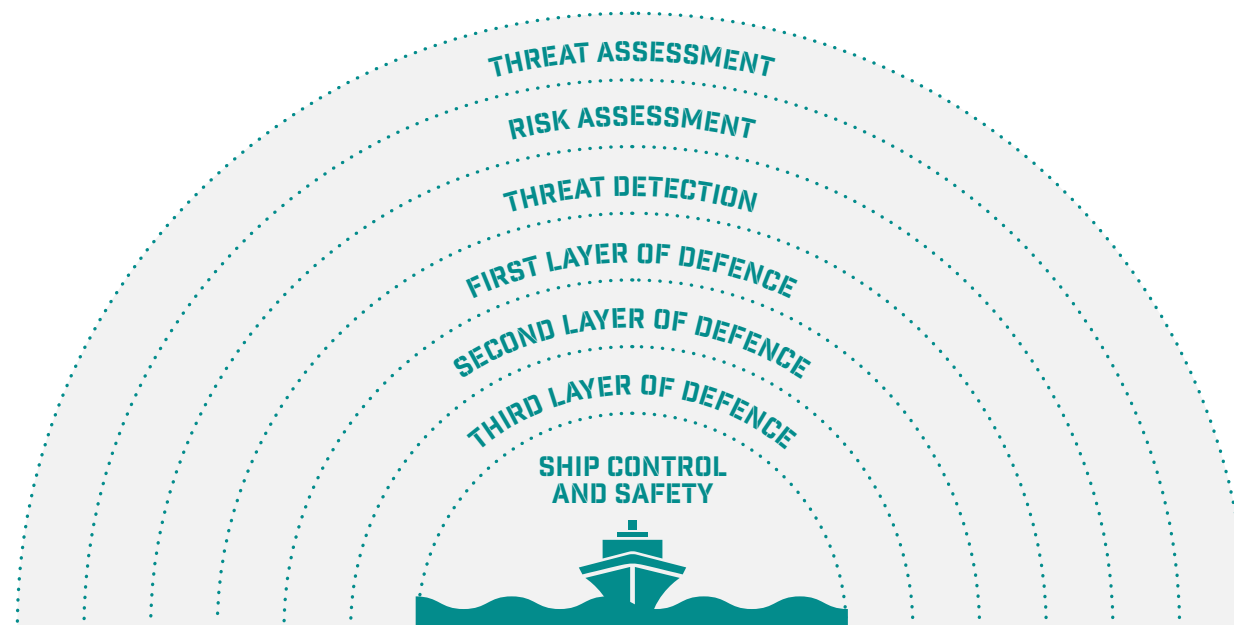 THREAT ASSESSMENT
RISK ASSESSMENT
THREAT DETECTION
FIRST LAYER OF DEFENCE
SECOND LAYER OF DEFENCE
THIRD LAYER OF DEFENCE
SHIP CONTROL
AND SAFETY